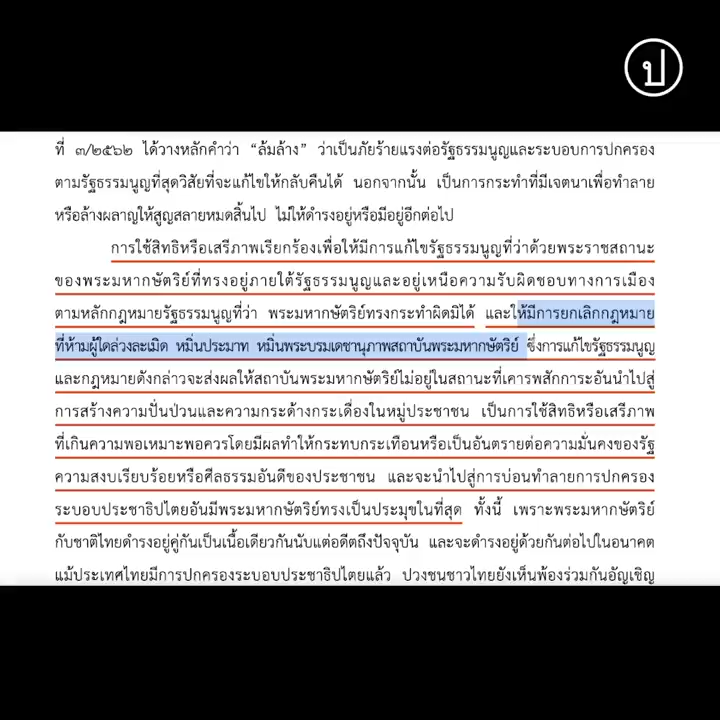 ป
ที่ ๓/๒๕๖๒ ได้วางหลักคำว่า “ล้มล้าง” ว่าเป็นภัยร้ายแรงต่อรัฐธรรมนูญและระบอบการปกครอง
ตามรัฐธรรมนูญที่สุดวิสัยที่จะแก้ไขให้กลับคืนได้ นอกจากนั้น เป็นการกระทำที่มีเจตนาเพื่อทำลาย
หรือล้างผลาญให้สูญสลายหมดสิ้นไป ไม่ให้ดำรงอยู่หรือมีอยู่อีกต่อไป
การใช้สิทธิหรือเสรีภาพเรียกร้องเพื่อให้มีการแก้ไขรัฐธรรมนูญที่ว่าด้วยพระราชสถานะ
ของพระมหากษัตริย์ที่ทรงอยู่ภายใต้รัฐธรรมนูญและอยู่เหนือความรับผิดชอบทางการเมือง
ตามหลักกฎหมายรัฐธรรมนูญที่ว่า พระมหากษัตริย์ทรงกระทำผิดมิได้ และให้มีการยกเลิกกฎหมาย
ที่ห้ามผู้ใดล่วงละเมิด หมิ่นประมาท หมิ่นพระบรมเดชานุภาพสถาบันพระมหากษัตริย์ ซึ่งการแก้ไขรัฐธรรมนูญ
และกฎหมายดังกล่าวจะส่งผลให้สถาบันพระมหากษัตริย์ไม่อยู่ในสถานะที่เคารพสักการะอันนำไปสู่
การสร้างความปั่นป่วนและความกระด้างกระเดื่องในหมู่ประชาชน เป็นการใช้สิทธิหรือเสรีภาพ
ที่เกินความพอเหมาะพอควรโดยมีผลทำให้กระทบกระเทือนหรือเป็นอันตรายต่อความมั่นคงของรัฐ
ความสงบเรียบร้อยหรือศีลธรรมอันดีของประชาชน และจะนำไปสู่การบ่อนทำลายการปกครอง
ระบอบประชาธิปไตยอันมีพระมหากษัตริย์ทรงเป็นประมุขในที่สุด ทั้งนี้ เพราะพระมหากษัตริย์
กับชาติไทยดำรงอยู่คู่กันเป็นเนื้อเดียวกันนับแต่อดีตถึงปัจจุบัน และจะดำรงอยู่ด้วยกันต่อไปในอนาคต
แม้ประเทศไทยมีการปกครองระบอบประชาธิปไตยแล้ว ปวงชนชาวไทยยังเห็นพ้องร่วมกันอัญเชิญ